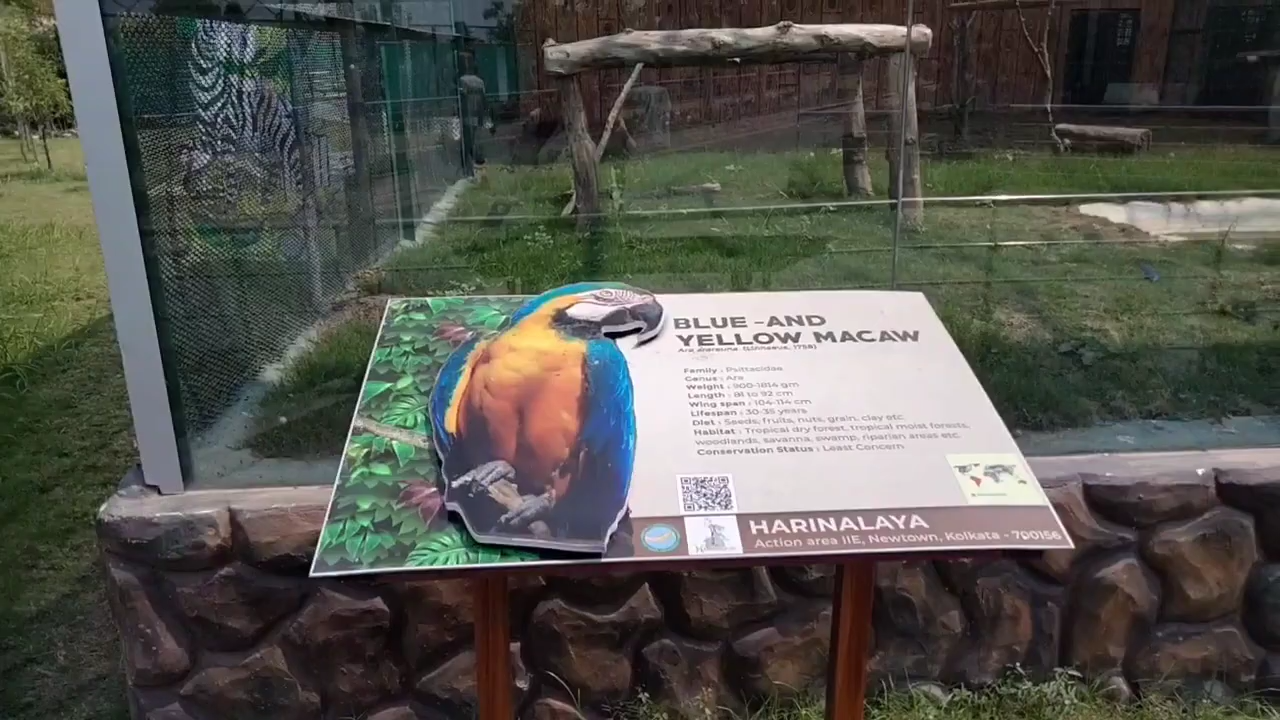 BLUE -AND
YELLOW MACAW
Ara ararauna (Linnaeus, 1758)
Family : Psittacidae
Genus : Ara
Weight : 900-1814 gm
Length : 81 to 92 cm
Wing span : 104-114 cm
Lifespan : 30-35 years
Diet : Seeds, fruits, nuts, grain, clay etc.
Habitat : Tropical dry forest, tropical moist forests,
woodlands, savanna, swamp, riparian areas etc.
Conservation Status : Least Concern
HARINALAYA
Action area IIE, Newtown, Kolkata - 700156